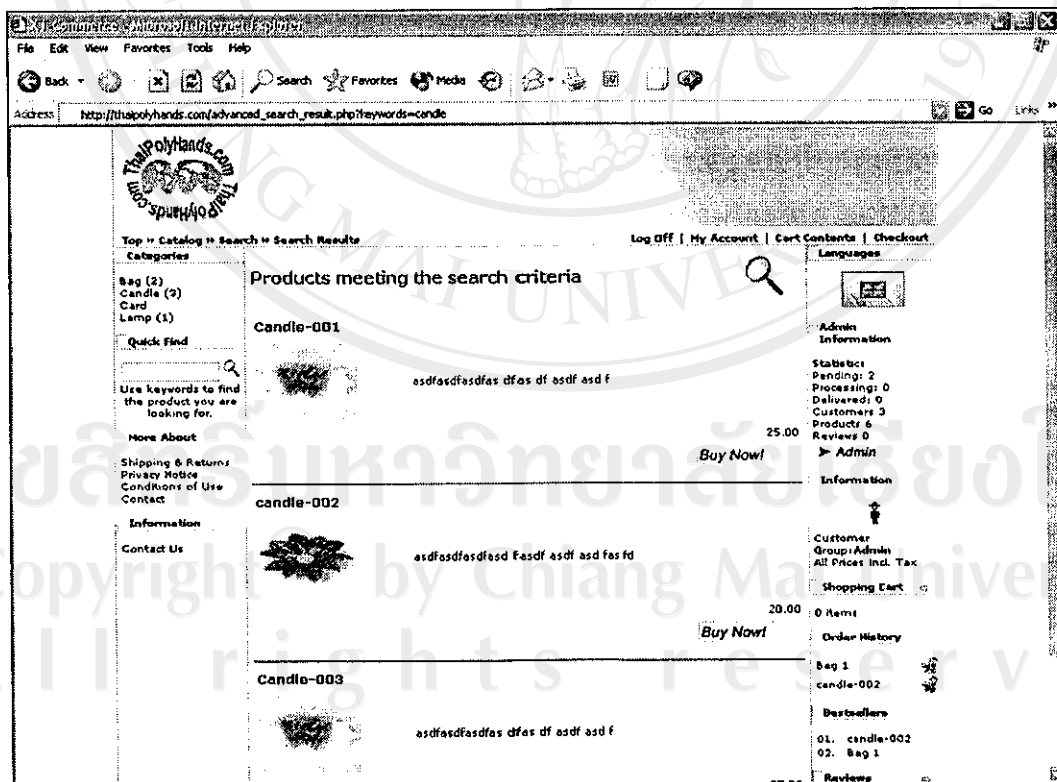 File Edit View Favorites Tools Help
Back Search Favorites Media
Address http://thaipolyhands.com/advanced_search_result.php?keywords=candle Go Links »
ThaiPolyHands.com ThaiPolyHands.com
Top » Catalog » Search » Search Results
Log Off | My Account | Cart Contents | Checkout
Categories
Bag (2)
Candle (3)
Card
Lamp (1)
Quick Find
Use keywords to find
the product you are
looking for.
More About
Shipping & Returns
Privacy Notice
Conditions of Use
Contact
Information
Contact Us
Products meeting the search criteria
Candle-001
asdfasdfasdfas dfas df asdf asd f
25.00
Buy Now!
candle-002
asdfasdfasdfasd fasdf asdf asd fas fd
20.00
Buy Now!
Candle-003
asdfasdfasdfas dfas df asdf asd f
Languages
Admin
Information
Statistics
Pending: 2
Processing: 0
Delivered: 0
Customers 3
Products 6
Reviews 0
Admin
Information
Customer
Group: Admin
All Prices Incl. Tax
Shopping Cart
0 items
Order History
Bag 1
candle-002
Bestsellers
01. candle-002
02. Bag 1
Reviews
MAI UNIVER
by Chiang Mai
rights reserv